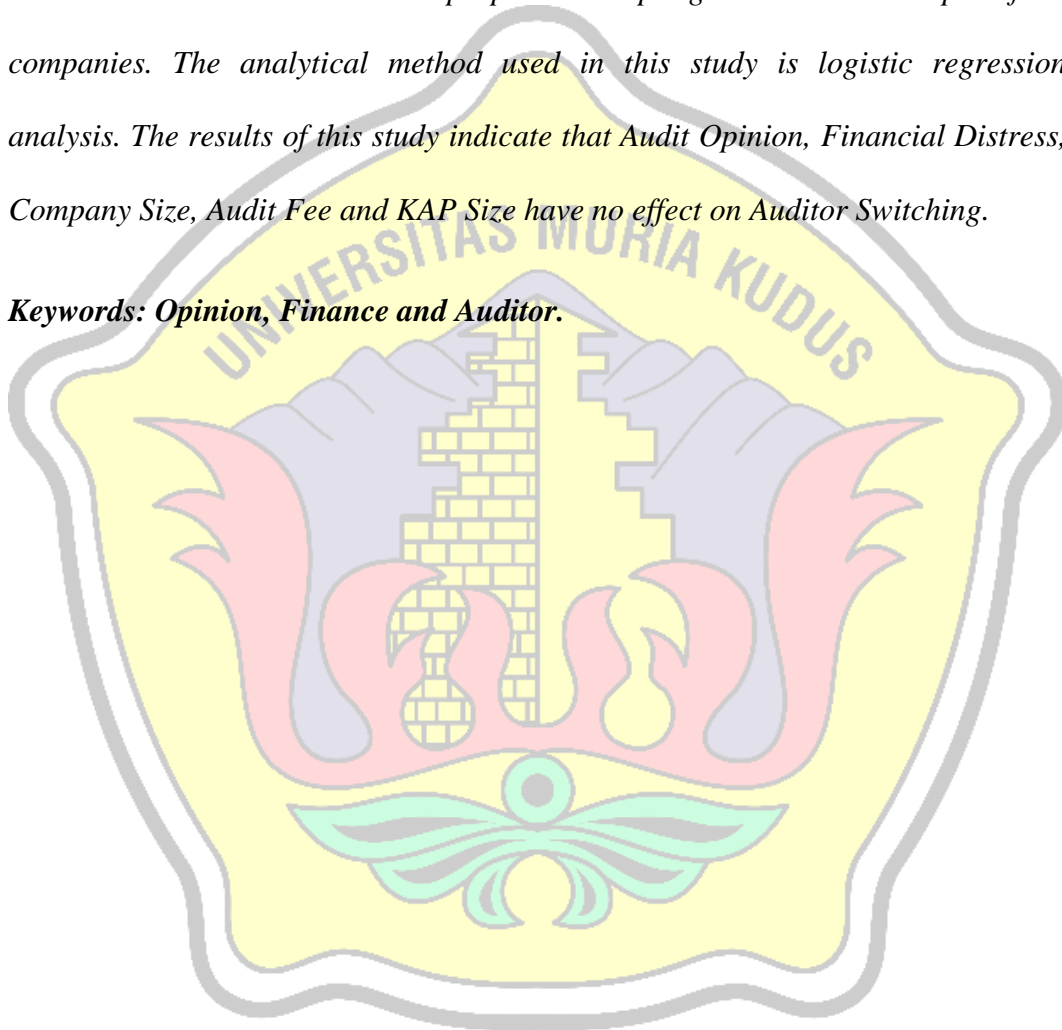 companies. The analytical method used in this study is logistic regression
analysis. The results of this study indicate that Audit Opinion, Financial Distress,
Company Size, Audit Fee and KAP Size have no effect on Auditor Switching.
UNIVERSITAS MURIA KUDUS
Keywords: Opinion, Finance and Auditor.